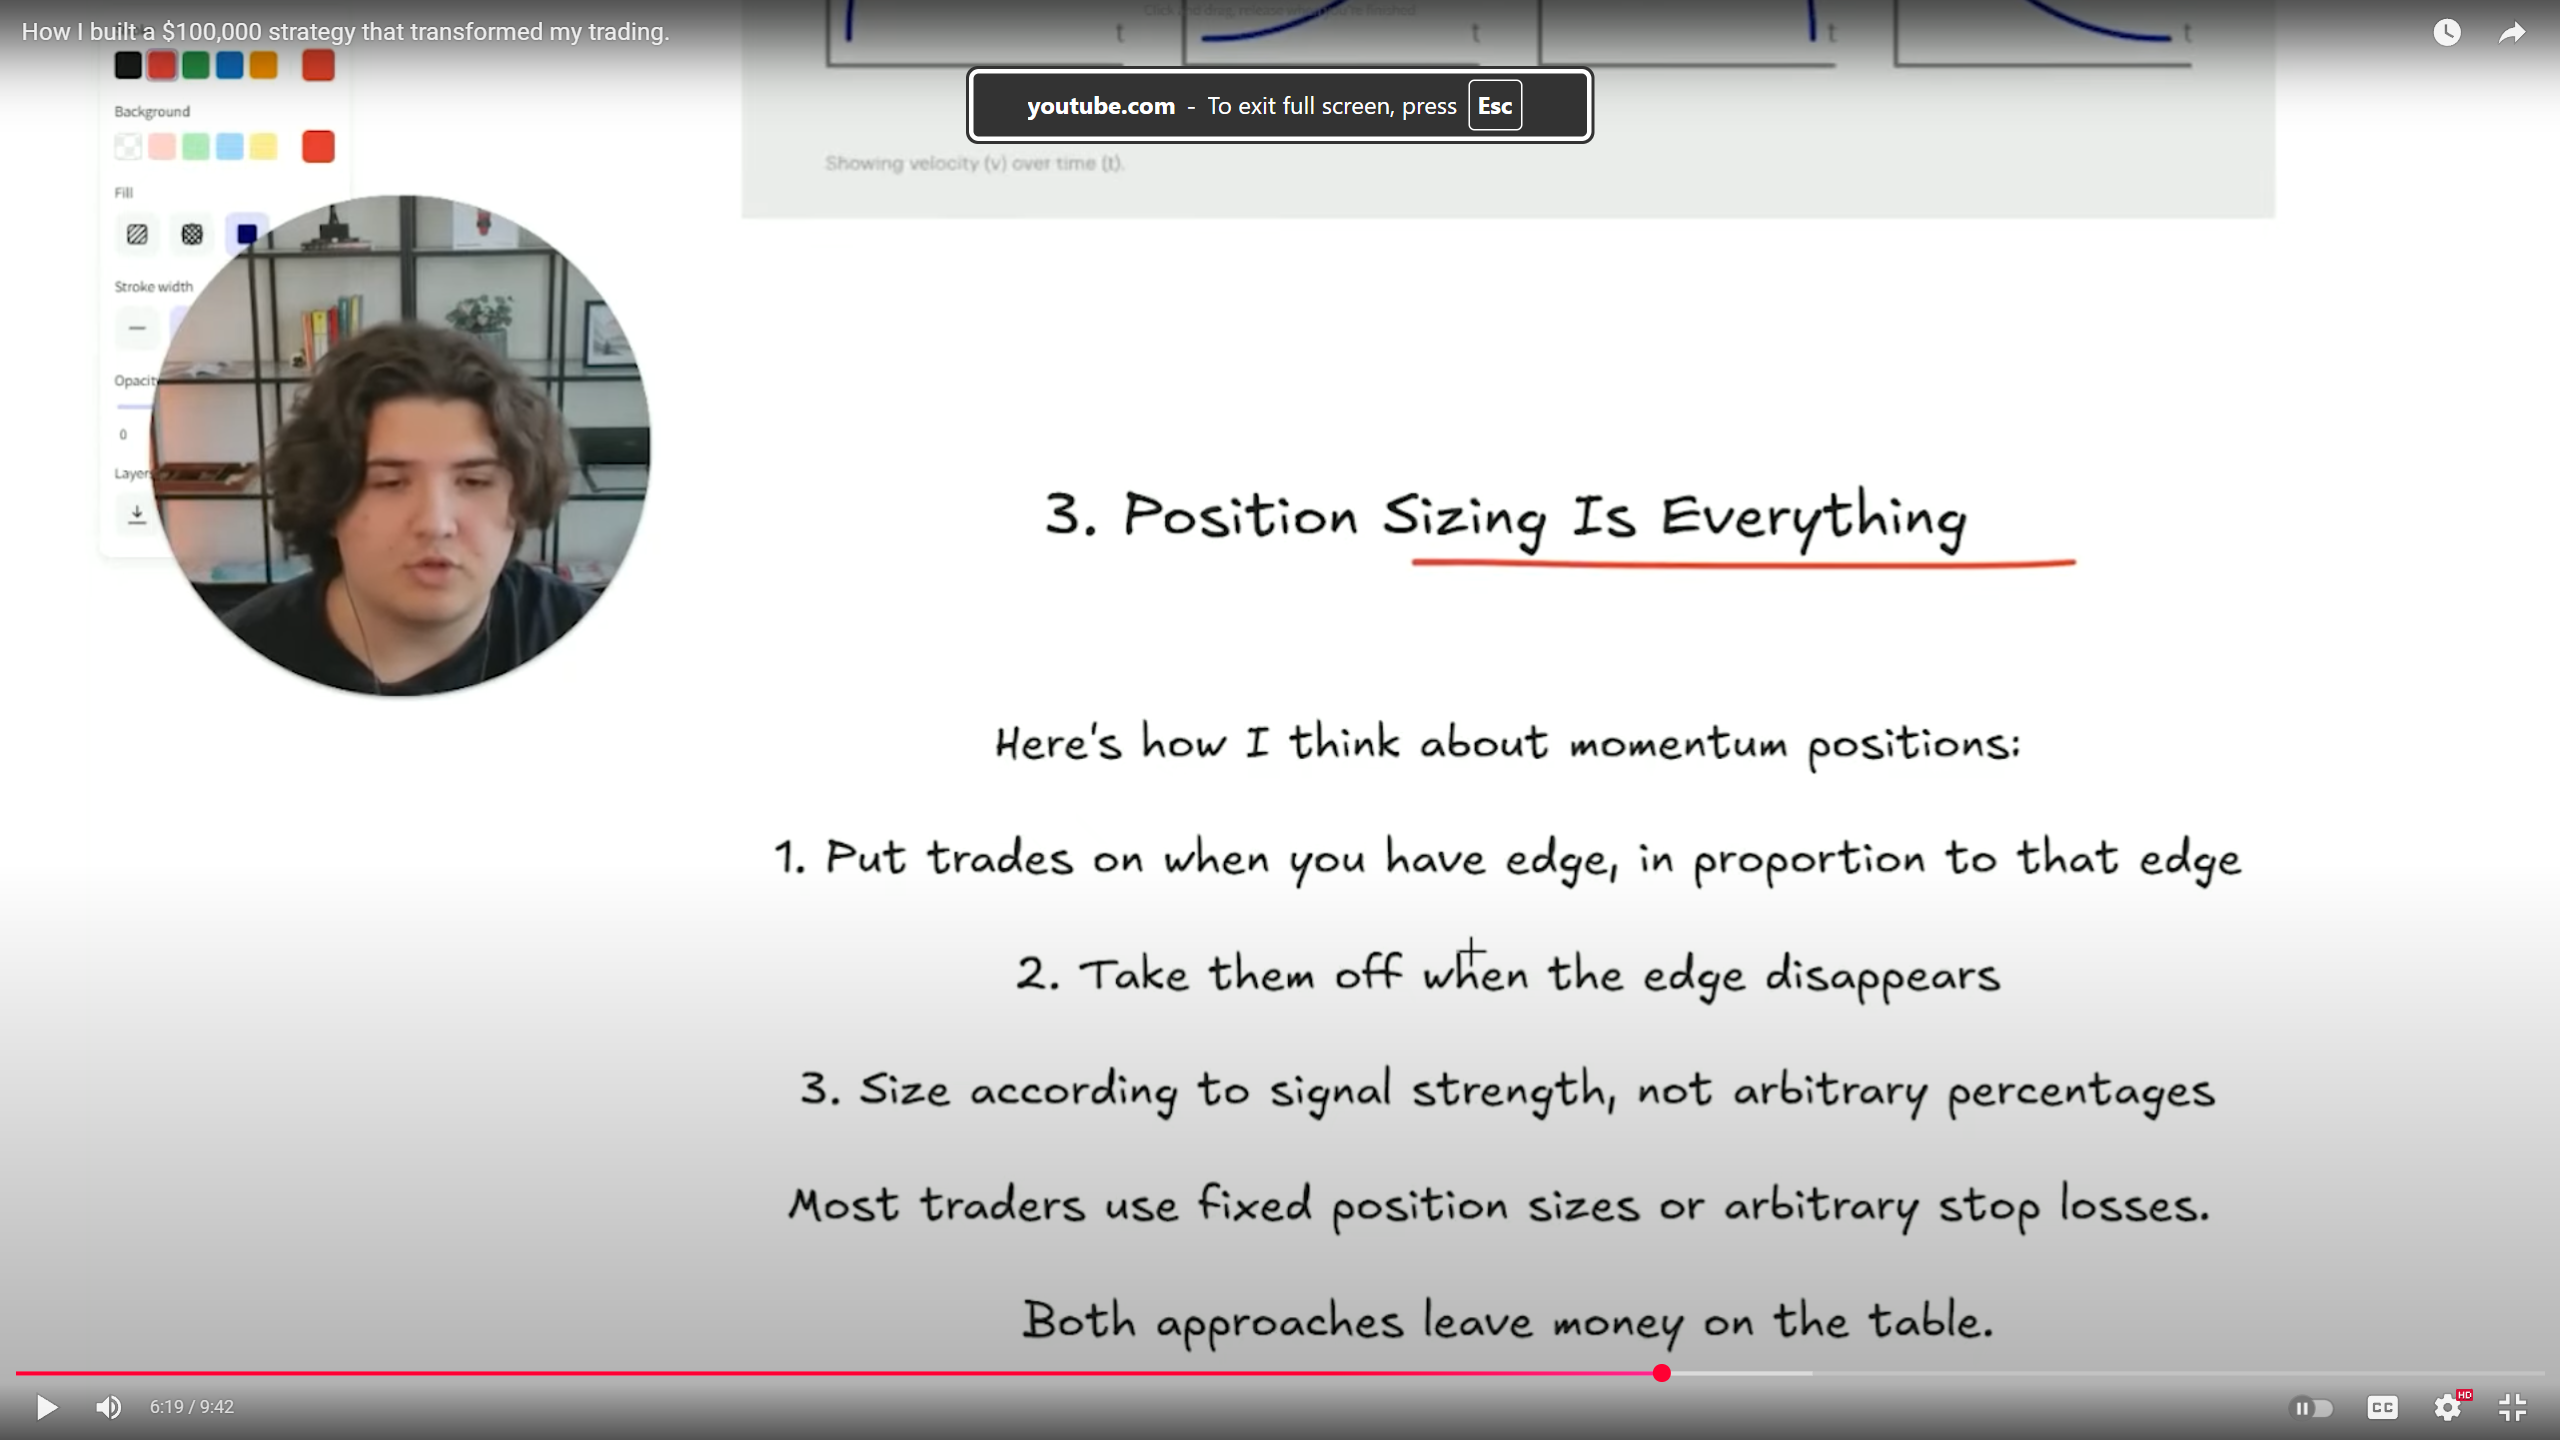 How I built a $100,000 strategy that transformed my trading.
t
t
t
t
youtube.com - To exit full screen, press Esc
Background
Showing velocity (v) over time (t).
Fill
Stroke width
0
3. Position Sizing Is Everything
Here's how I think about momentum positions:
1. Put trades on when you have edge, in proportion to that edge
2. Take them off when the edge disappears
3. Size according to signal strength, not arbitrary percentages
Most traders use fixed position sizes or arbitrary stop losses.
Both approaches leave money on the table.
6:19 / 9:42
CC
HD